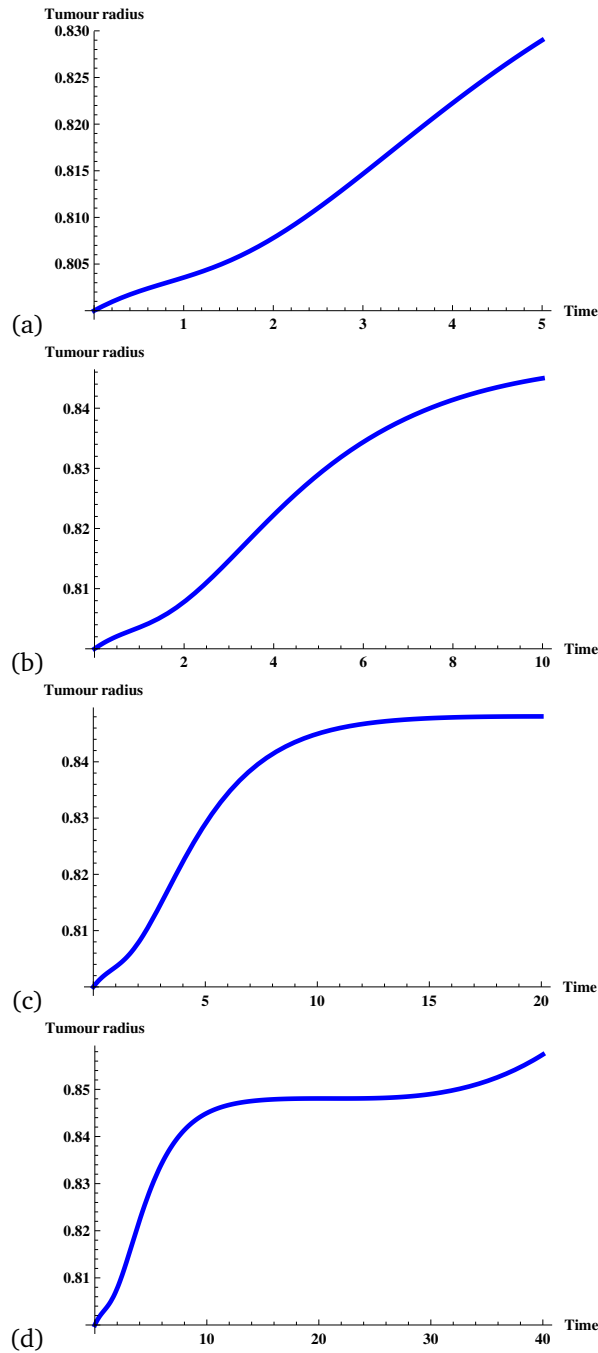 Tumour radius
0.830
0.825
0.820
0.815
0.810
0.805
(a)
1 2 3 4 5 Time
Tumour radius
0.84
0.83
0.82
0.81
(b)
2 4 6 8 10 Time
Tumour radius
0.84
0.83
0.82
0.81
(c)
5 10 15 20 Time
Tumour radius
0.85
0.84
0.83
0.82
0.81
(d)
10 20 30 40 Time